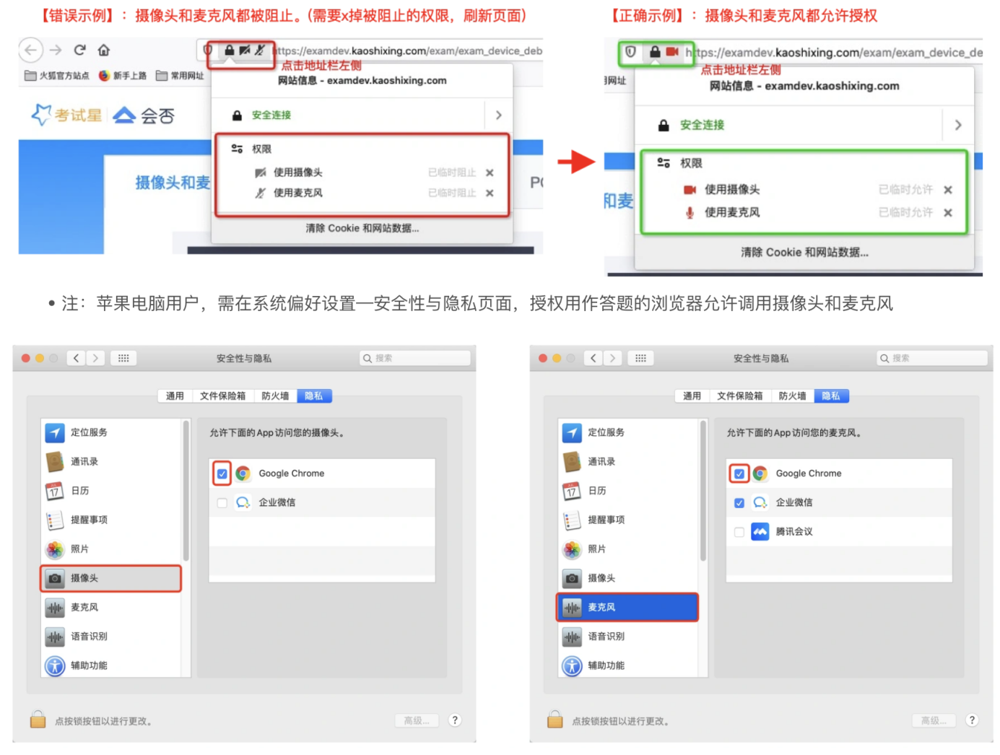 【错误示例】：摄像头和麦克风都被阻止。(需要x掉被阻止的权限，刷新页面)
【正确示例】：摄像头和麦克风都允许授权
https://examdev.kaoshixing.com/exam/exam_device_deb
点击地址栏左侧
火狐官方站点 新手上路 常用网址
网站信息 - examdev.kaoshixing.com
考试星 会否
安全连接
权限
摄像头和麦
使用摄像头 已临时阻止
使用麦克风 已临时阻止
清除 Cookie 和网站数据...
https://examdev.kaoshixing.com/exam/exam_device_de
点击地址栏左侧
网址
网站信息 - examdev.kaoshixing.com
安全连接
权限
和麦
使用摄像头 已临时允许
使用麦克风 已临时允许
清除 Cookie 和网站数据...
• 注：苹果电脑用户，需在系统偏好设置—安全性与隐私页面，授权用作答题的浏览器允许调用摄像头和麦克风
安全性与隐私
搜索
通用 文件保险箱 防火墙 隐私
定位服务
通讯录
17
日历
提醒事项
照片
摄像头
麦克风
语音识别
辅助功能
允许下面的App访问您的摄像头。
Google Chrome
企业微信
点按锁按钮以进行更改。
高级...
?
安全性与隐私
搜索
通用 文件保险箱 防火墙 隐私
定位服务
通讯录
17
日历
提醒事项
照片
摄像头
麦克风
语音识别
辅助功能
允许下面的App访问您的麦克风。
Google Chrome
企业微信
腾讯会议
点按锁按钮以进行更改。
高级...
?